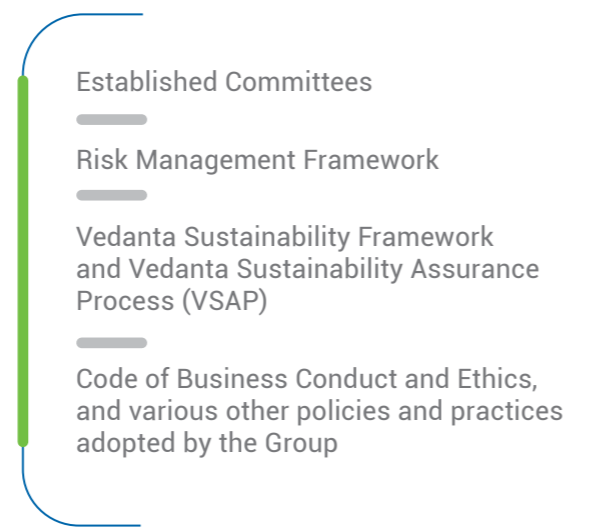 Established Committees
Risk Management Framework
Vedanta Sustainability Framework
and Vedanta Sustainability Assurance
Process (VSAP)
Code of Business Conduct and Ethics,
and various other policies and practices
adopted by the Group